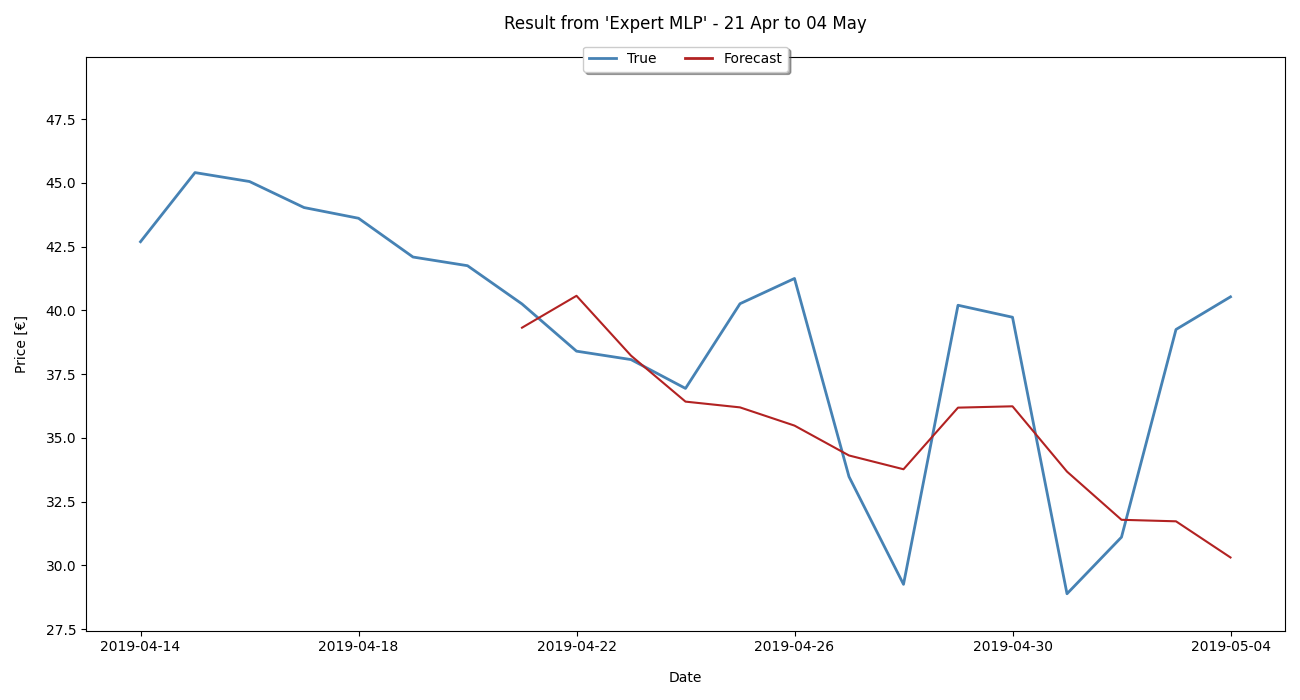 Result from 'Expert MLP' - 21 Apr to 04 May
True Forecast
47.5
45.0
42.5
40.0
37.5
35.0
32.5
30.0
27.5
Price [€]
2019-04-14 2019-04-18 2019-04-22 2019-04-26 2019-04-30 2019-05-04
Date